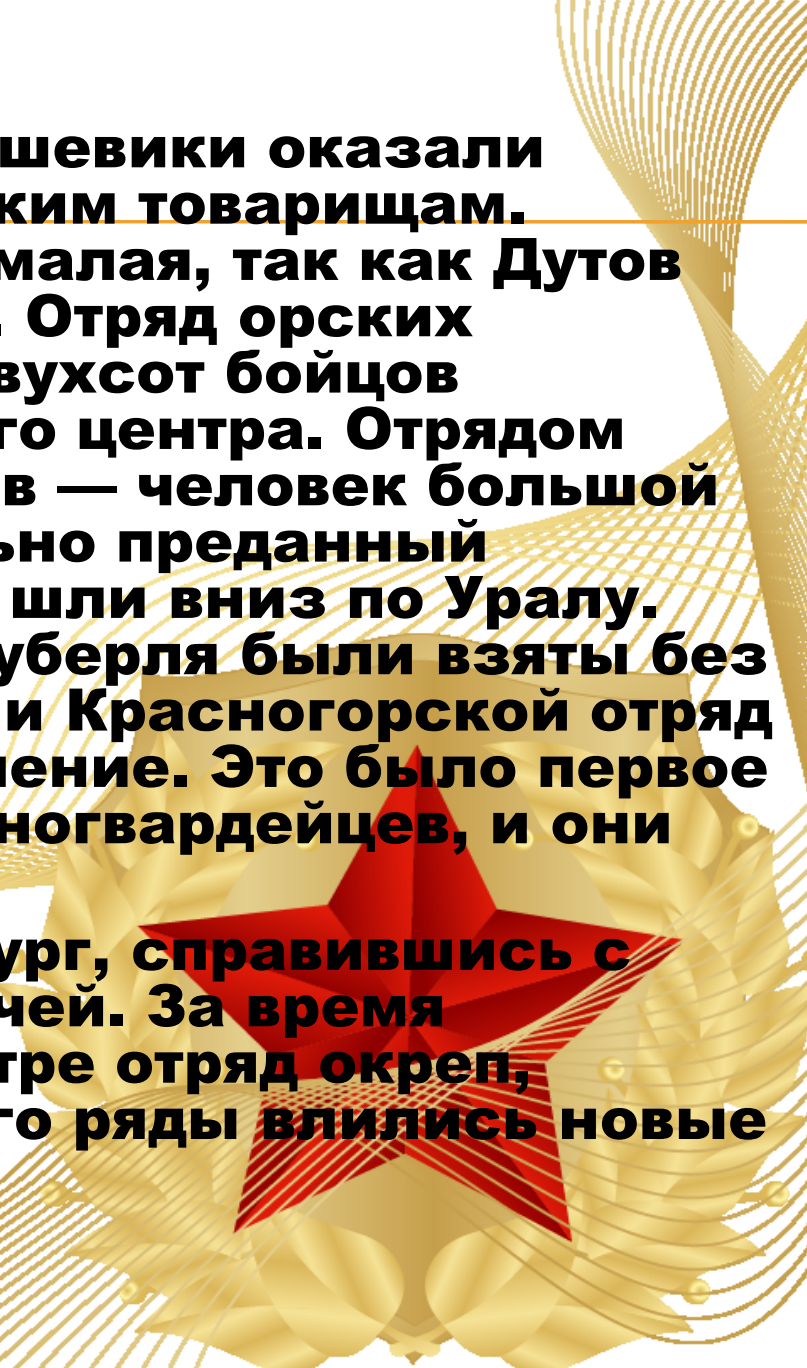 шевики оказали
ким товарищам.
малая, так как Дутов
. Отряд орских
вухсот бойцов
го центра. Отрядом
в — человек большой
ьно преданный
шли вниз по Уралу.
уберля были взяты без
и Красногорской отряд
ление. Это было первое
ногвардейцев, и они
ург, справившись с
чей. За время
тре отряд окреп,
го ряды влились новые